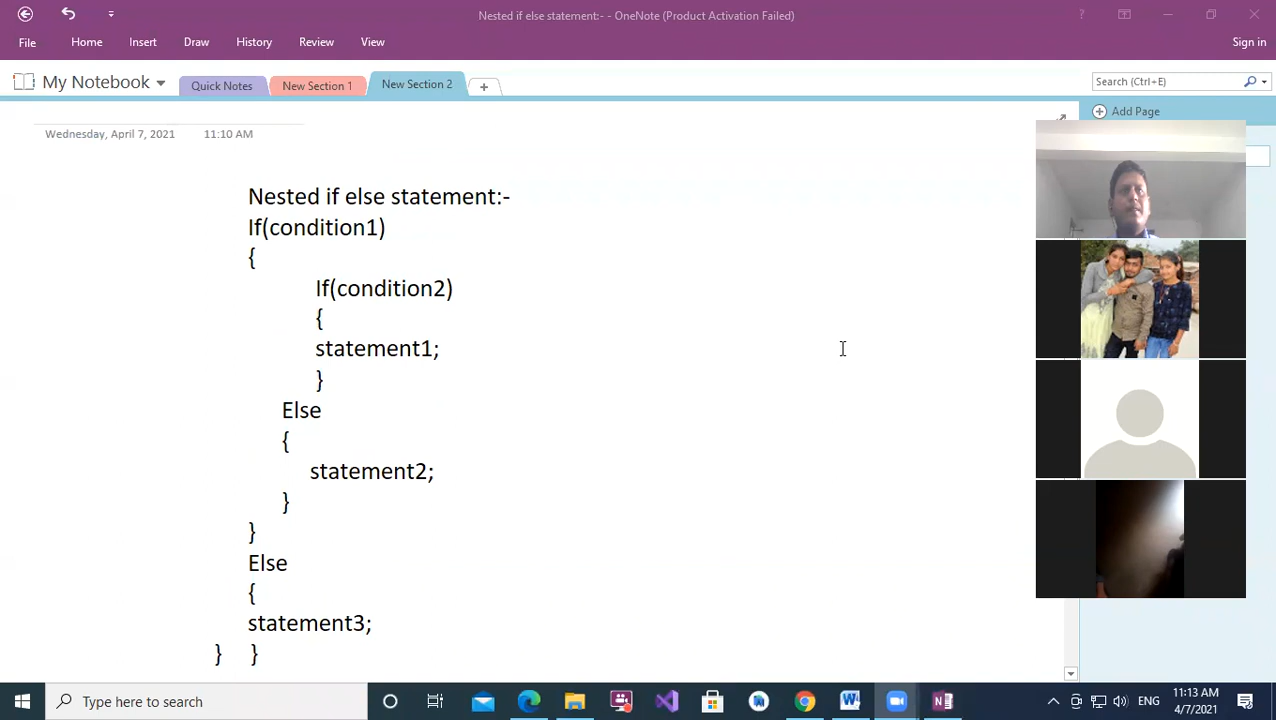 Nested if else statement:- - OneNote (Product Activation Failed)
?
File
Home
Insert
Draw
History
Review
View
Sign in
My Notebook
Quick Notes
New Section 1
New Section 2
+
Search (Ctrl+E)
Add Page
Wednesday, April 7, 2021
11:10 AM
Nested if else statement:-
If(condition1)
{
If(condition2)
{
statement1;
}
Else
{
statement2;
}
}
Else
{
statement3;
} }
Type here to search
ENG
11:13 AM
4/7/2021